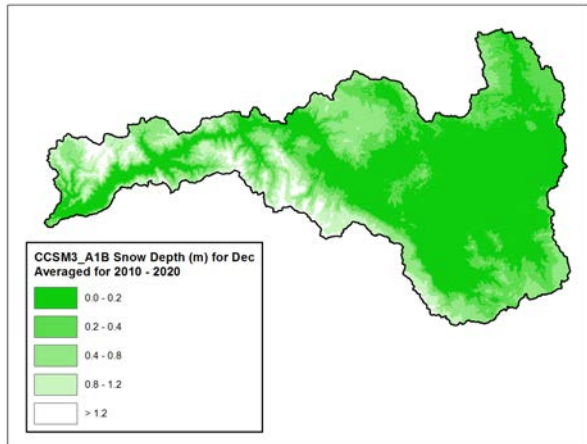 CCSM3_A1B Snow Depth (m) for Dec
Averaged for 2010 - 2020
0.0 - 0.2
0.2 - 0.4
0.4 - 0.8
0.8 - 1.2
> 1.2